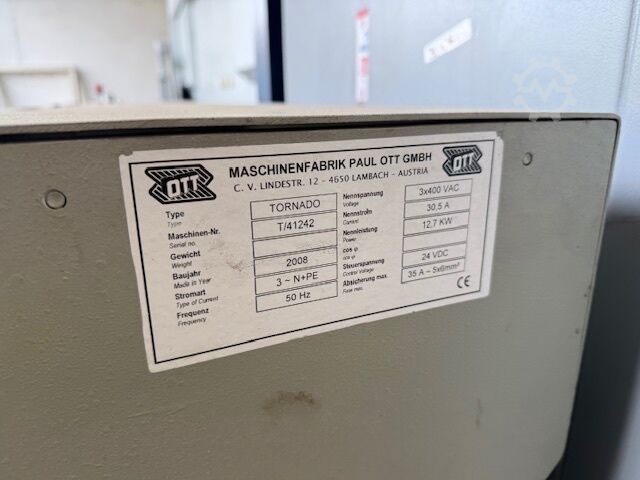 OTT
MASCHINENFABRIK PAUL OTT GMBH
C. V. LINDESTR. 12 - 4650 LAMBACH - AUSTRIA
OTT
Type
Type
TORNADO
Maschinen-Nr.
Serial no.
T/41242
Gewicht
Weight
Baujahr
Made in Year
2008
Stromart
Type of Current
3 ~ N+PE
Frequenz
Frequency
50 Hz
Nennspannung
Voltage
3x400 VAC
Nennstrom
Current
30,5 A
Nennleistung
Power
12,7 KW
cos φ
cos φ
Steuerspannung
Control Voltage
24 VDC
Absicherung max.
Fuse max.
35 A - 5x6mm²
CE